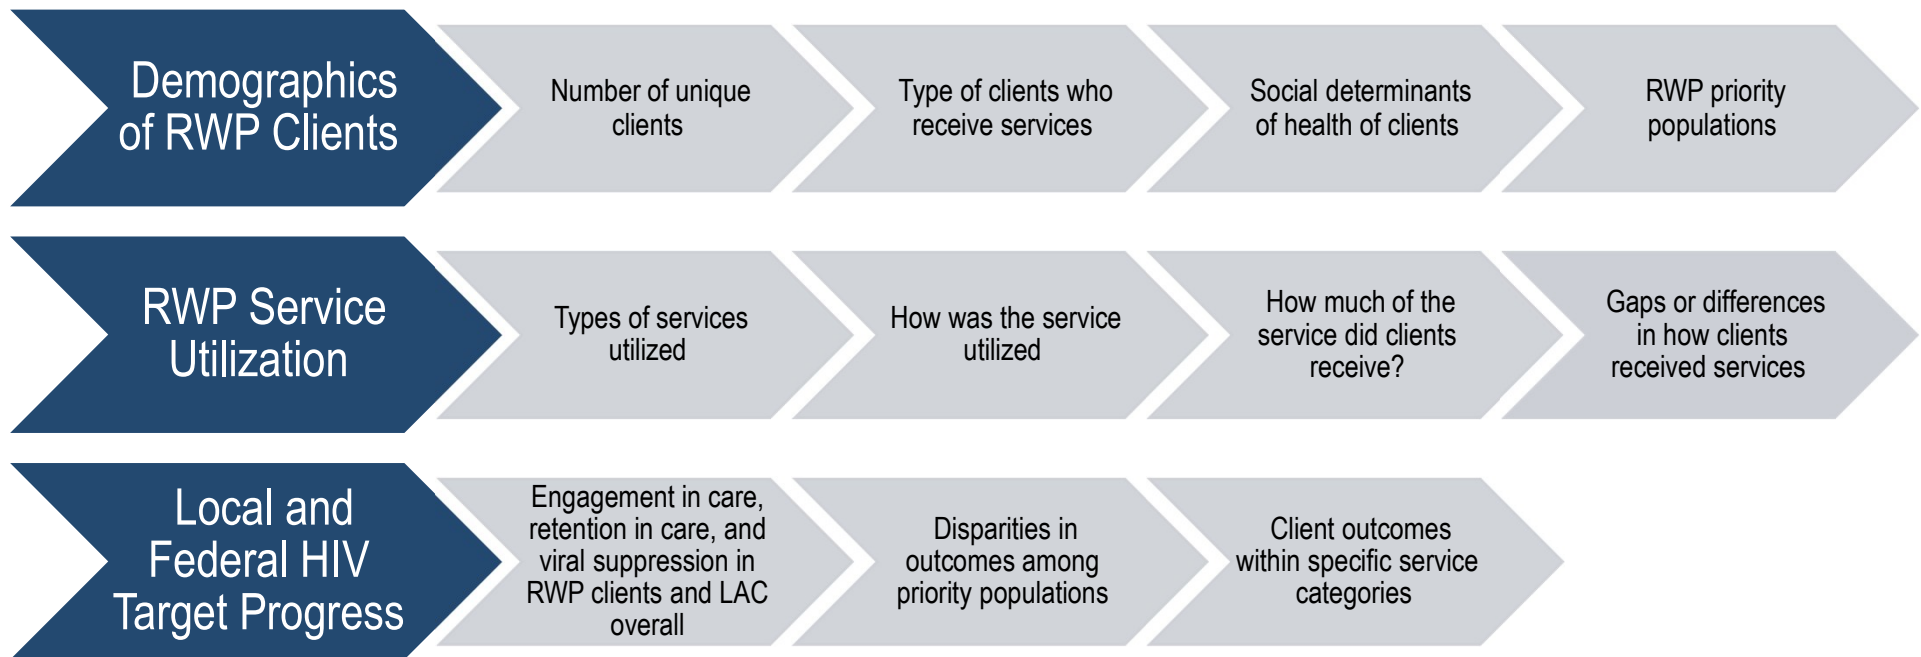 Demographics
of RWP Clients
Number of unique
clients
Type of clients who
receive services
Social determinants
of health of clients
RWP priority
populations
RWP Service
Utilization
Types of services
utilized
How was the service
utilized
How much of the
service did clients
receive?
Gaps or differences
in how clients
received services
Local and
Federal HIV
Target Progress
Engagement in care,
retention in care, and
viral suppression in
RWP clients and LAC
overall
Disparities in
outcomes among
priority populations
Client outcomes
within specific service
categories